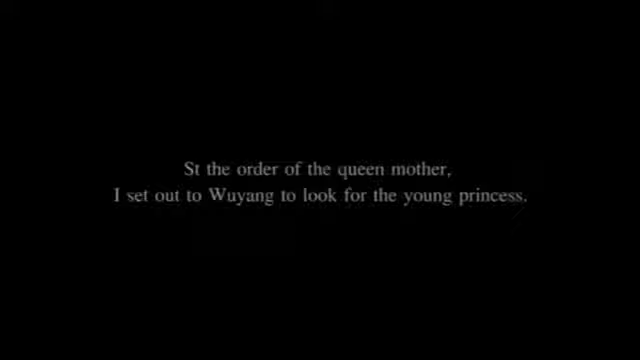 St the order of the queen mother,
I set out to Wuyang to look for the young princess.